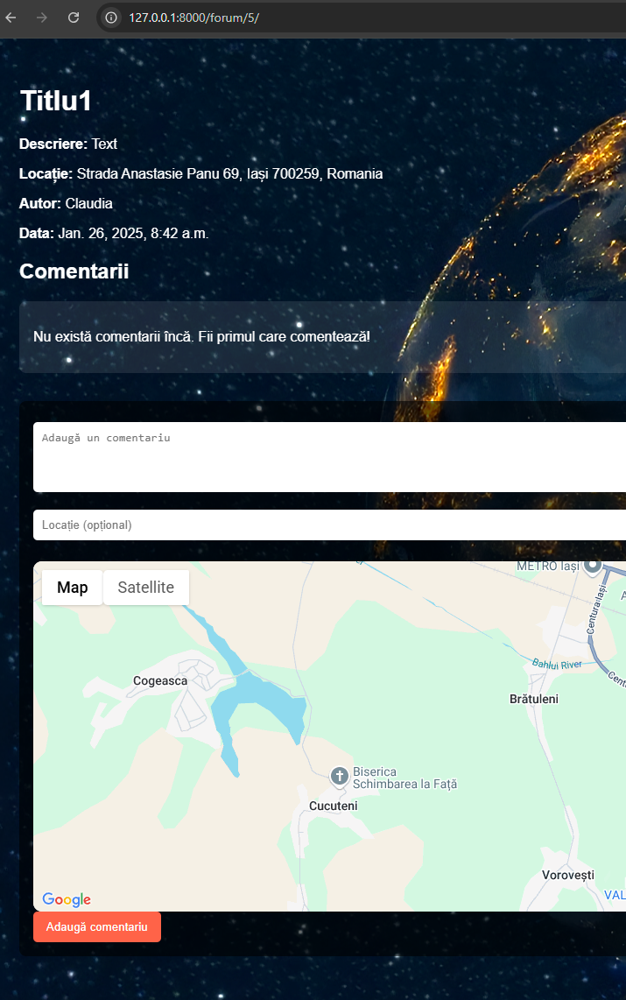 127.0.0.1:8000/forum/5/
Titlu1
Descriere: Text
Locație: Strada Anastasie Panu 69, Iași 700259, Romania
Autor: Claudia
Data: Jan. 26, 2025, 8:42 a.m.
Comentarii
Nu există comentarii încă. Fii primul care comentează!
Adaugă un comentariu
Locație (opțional)
METRO Iași
Map Satellite
Centura Iași
Bahlui River
Cogeasca
Brătuleni
Biserica
Schimbarea la Față
Cucuteni
Vorovești
VAL
Google
Adaugă comentariu